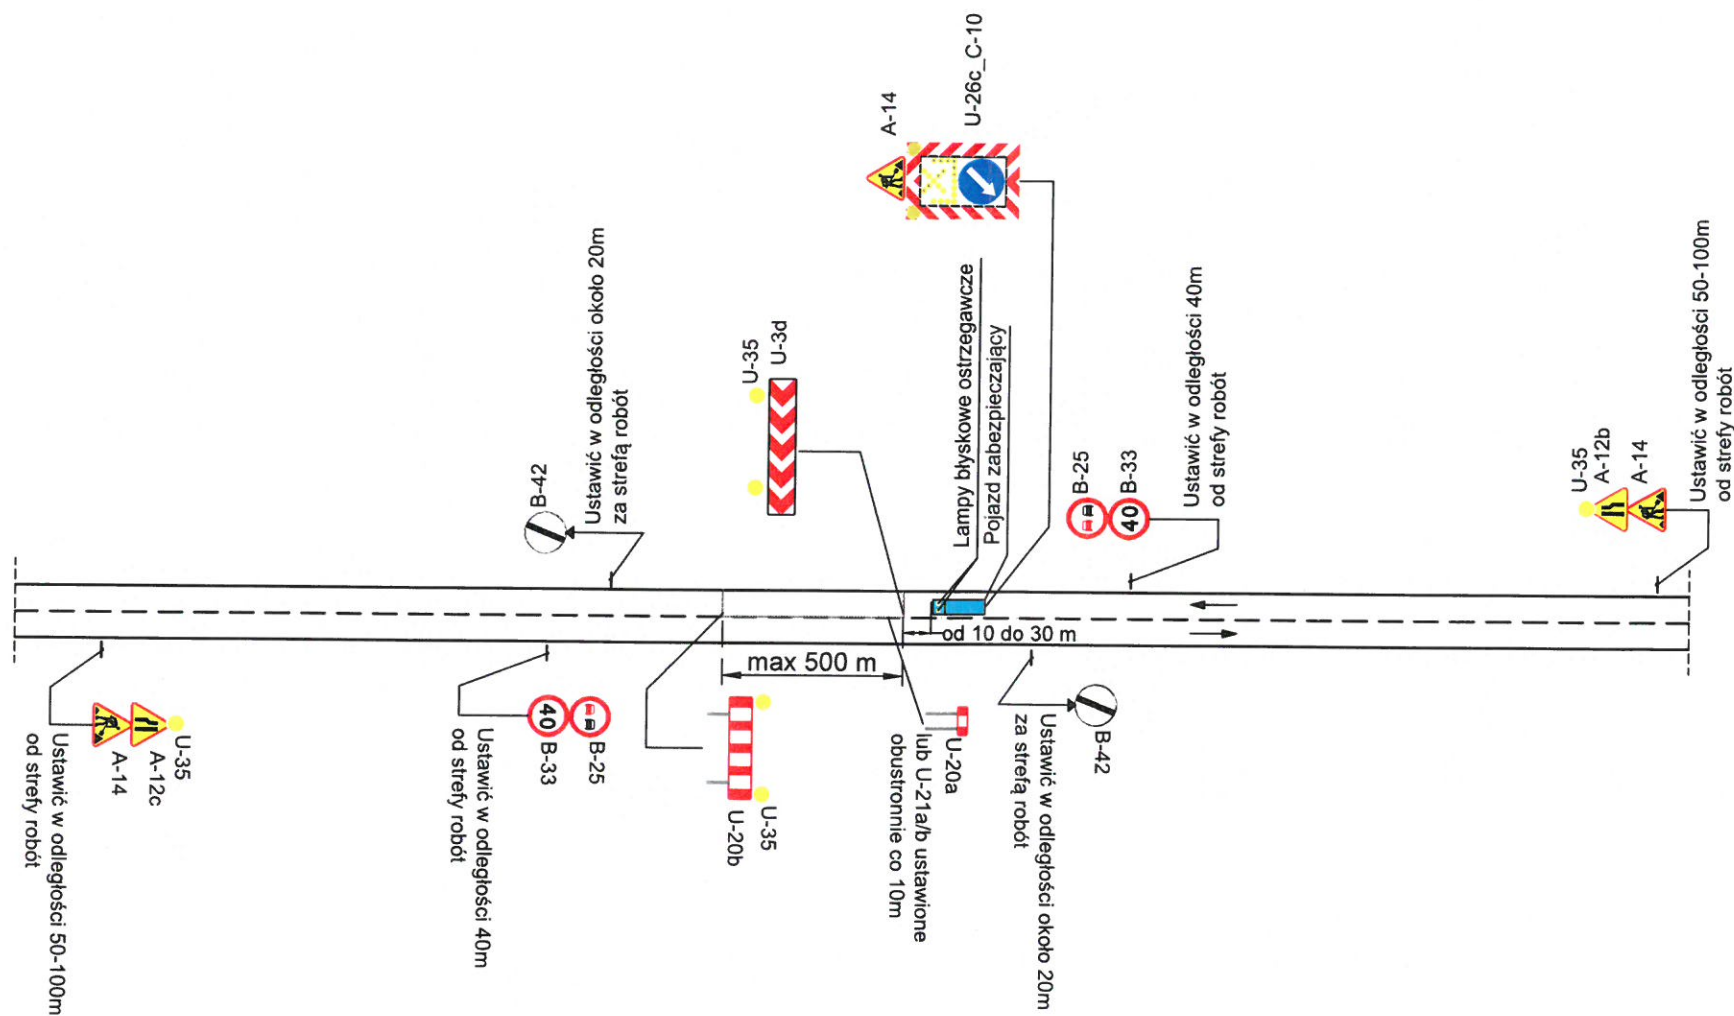 A-14
U-26c_C-10
Ustawić w odległości około 20m
za strefą robót
B-42
U-35
U-3d
Lampy błyskowe ostrzegawcze
Pojazd zabezpieczający
B-25
B-33
40
Ustawić w odległości 40m
od strefy robót
U-35
A-12b
A-14
Ustawić w odległości 50-100m
od strefy robót
od 10 do 30 m
max 500 m
U-35
A-12c
A-14
Ustawić w odległości 50-100m
od strefy robót
40
B-33
B-25
Ustawić w odległości 40m
od strefy robót
U-35
U-20b
U-20a
lub U-21a/b ustawione
obustronnie co 10m
B-42
Ustawić w odległości około 20m
za strefą robót